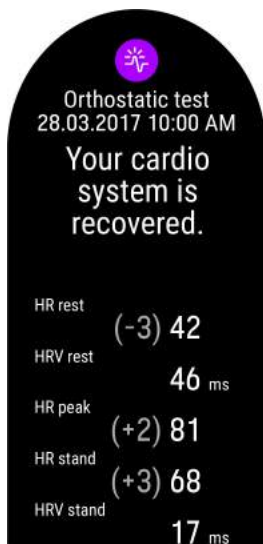 Orthostatic test
28.03.2017 10:00 AM
Your cardio
system is
recovered.
HR rest
(-3) 42
HRV rest
46 ms
HR peak
(+2) 81
HR stand
(+3) 68
HRV stand
17 ms